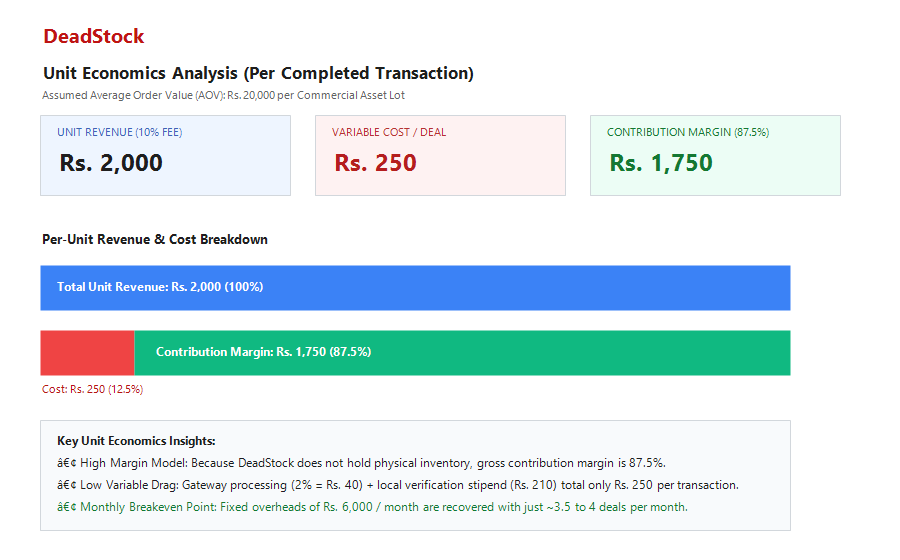 DeadStock
Unit Economics Analysis (Per Completed Transaction)
Assumed Average Order Value (AOV): Rs. 20,000 per Commercial Asset Lot
UNIT REVENUE (10% FEE)
Rs. 2,000
VARIABLE COST / DEAL
Rs. 250
CONTRIBUTION MARGIN (87.5%)
Rs. 1,750
Per-Unit Revenue & Cost Breakdown
Total Unit Revenue: Rs. 2,000 (100%)
Contribution Margin: Rs. 1,750 (87.5%)
Cost: Rs. 250 (12.5%)
Key Unit Economics Insights:
â€¢ High Margin Model: Because DeadStock does not hold physical inventory, gross contribution margin is 87.5%.
â€¢ Low Variable Drag: Gateway processing (2% = Rs. 40) + local verification stipend (Rs. 210) total only Rs. 250 per transaction.
â€¢ Monthly Breakeven Point: Fixed overheads of Rs. 6,000 / month are recovered with just ~3.5 to 4 deals per month.